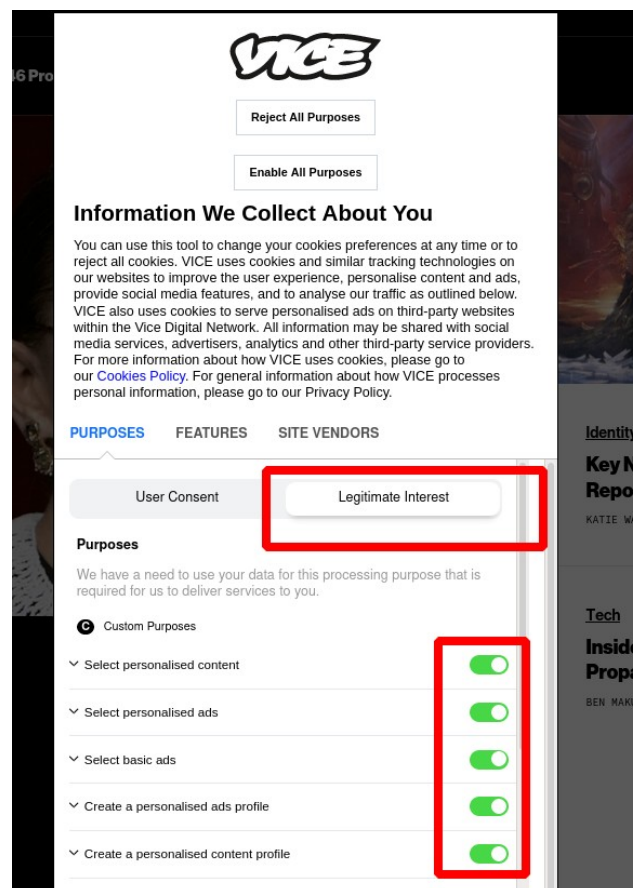 VICE
46 Pro
Reject All Purposes
Enable All Purposes
Information We Collect About You
You can use this tool to change your cookies preferences at any time or to
reject all cookies. VICE uses cookies and similar tracking technologies on
our websites to improve the user experience, personalise content and ads,
provide social media features, and to analyse our traffic as outlined below.
VICE also uses cookies to serve personalised ads on third-party websites
within the Vice Digital Network. All information may be shared with social
media services, advertisers, analytics and other third-party service providers.
For more information about how VICE uses cookies, please go to
our Cookies Policy. For general information about how VICE processes
personal information, please go to our Privacy Policy.
PURPOSES FEATURES SITE VENDORS
User Consent Legitimate Interest
Purposes
We have a need to use your data for this processing purpose that is
required for us to deliver services to you.
C Custom Purposes
Select personalised content
Select personalised ads
Select basic ads
Create a personalised ads profile
Create a personalised content profile
Identity
Key N
Repo
KATIE WA
Tech
Inside
Propa
BEN MAKU